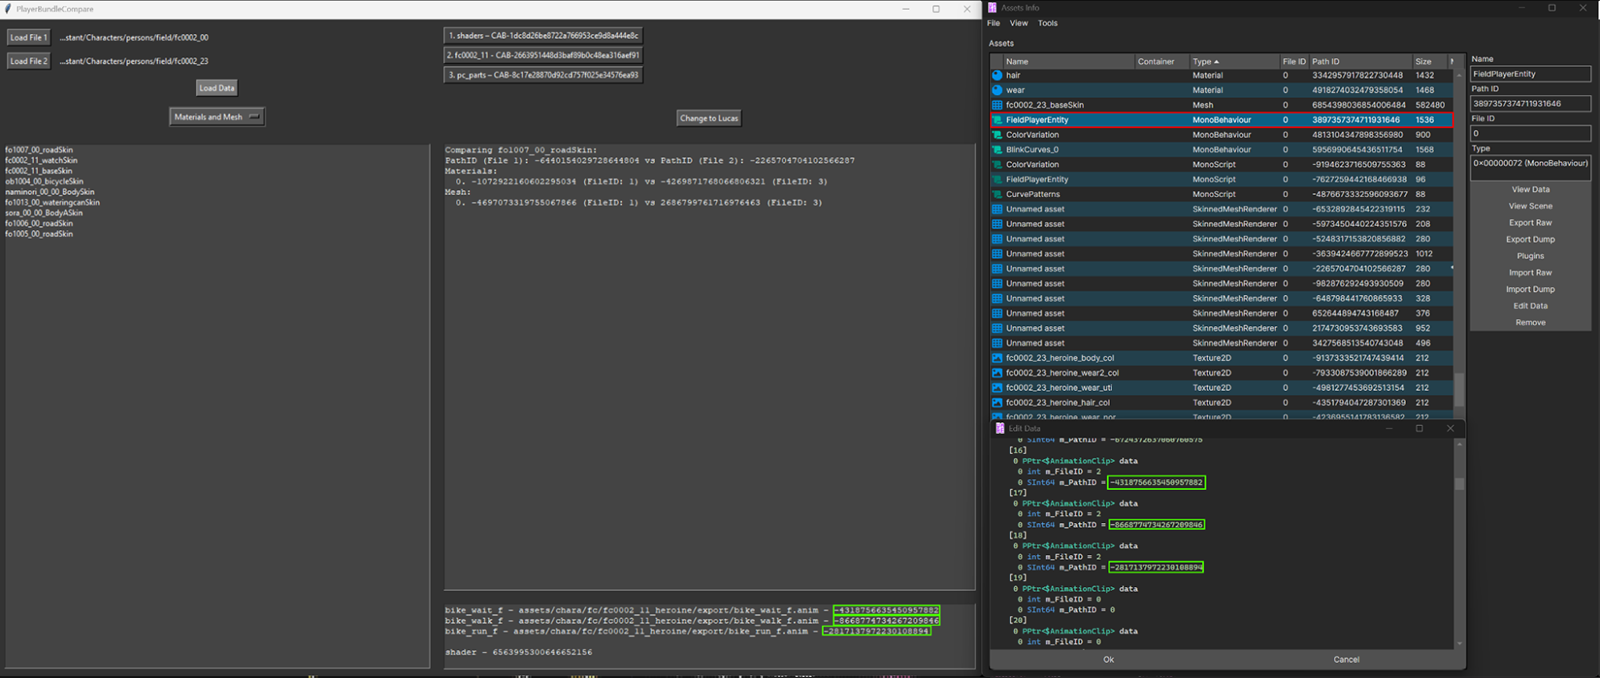 PlayerBundleCompare
Load File 1 ...stant/Characters/persons/field/fc0002_00
Load File 2 ...stant/Characters/persons/field/fc0002_23
Load Data
Materials and Mesh
1. shaders - CAB-1dc8d26be8722a766953ce9d8a444e8c
2. fc0002_11 - CAB-2663951448d3baf89b0c48ea316aef91
3. pc_parts - CAB-8c17e28870d92cd757f025e34576ea93
Change to Lucas
fo1007_00_roadSkin
fc0002_11_watchSkin
fc0002_11_baseSkin
ob1004_00_bicycleSkin
naminori_00_00_BodySkin
fo1013_00_wateringcanSkin
sora_00_00_BodyASkin
fo1006_00_roadSkin
fo1005_00_roadSkin
Comparing fo1007_00_roadSkin:
PathID (File 1): -6440154029728644804 vs PathID (File 2): -2265704704102566287
Materials:
0. -1072922160602295034 (FileID: 1) vs -4269871768066806321 (FileID: 3)
Mesh:
0. -4697073319755067866 (FileID: 1) vs 2686799761716976463 (FileID: 3)
bike_wait_f - assets/chara/fc/fc0002_11_heroine/export/bike_wait_f.anim - -4318756635450957882
bike_walk_f - assets/chara/fc/fc0002_11_heroine/export/bike_walk_f.anim - -8668774734267209846
bike_run_f - assets/chara/fc/fc0002_11_heroine/export/bike_run_f.anim - -2817137972230108894
shader - 6563995300646652156
Assets Info
File View Tools
Assets
Name Container Type File ID Path ID Size
hair Material 0 3342957917822730448 1432
wear Material 0 4918274032479358054 1468
fc0002_23_baseSkin Mesh 0 6854398036854006484 582480
FieldPlayerEntity MonoBehaviour 0 3897357374711931646 1536
ColorVariation MonoBehaviour 0 4813104347898356980 900
BlinkCurves_0 MonoBehaviour 0 5956990645436511754 1568
ColorVariation MonoScript 0 -9194623716509755363 88
FieldPlayerEntity MonoScript 0 -7627259442168466938 96
CurvePatterns MonoScript 0 -4876673332596093677 88
Unnamed asset SkinnedMeshRenderer 0 -6532892845422319115 232
Unnamed asset SkinnedMeshRenderer 0 -5973450440224351576 208
Unnamed asset SkinnedMeshRenderer 0 -5248317153820856882 280
Unnamed asset SkinnedMeshRenderer 0 -3639424667772899523 1012
Unnamed asset SkinnedMeshRenderer 0 -2265704704102566287 280 *
Unnamed asset SkinnedMeshRenderer 0 -982876292493930509 280
Unnamed asset SkinnedMeshRenderer 0 -648798441760865933 328
Unnamed asset SkinnedMeshRenderer 0 652644894743168487 376
Unnamed asset SkinnedMeshRenderer 0 2174730953743693583 952
Unnamed asset SkinnedMeshRenderer 0 3427568513540743048 496
fc0002_23_heroine_body_col Texture2D 0 -9137333521747439414 212
fc0002_23_heroine_wear2_col Texture2D 0 -7933087539001866289 212
fc0002_23_heroine_wear_uti Texture2D 0 -4981277453692513154 212
fc0002_23_heroine_hair_col Texture2D 0 -4351794047287301369 212
fc0002_23_heroine_wear_nor Texture2D 0 -4236955141783136582 212
Name
FieldPlayerEntity
Path ID
3897357374711931646
File ID
0
Type
0x00000072 (MonoBehaviour)
View Data
View Scene
Export Raw
Export Dump
Plugins
Import Raw
Import Dump
Edit Data
Remove
Edit Data
0 SInt64 m_PathID = -6724372637060760575
[16]
0 PPtr<$AnimationClip> data
0 int m_FileID = 2
0 SInt64 m_PathID = -4318756635450957882
[17]
0 PPtr<$AnimationClip> data
0 int m_FileID = 2
0 SInt64 m_PathID = -8668774734267209846
[18]
0 PPtr<$AnimationClip> data
0 int m_FileID = 2
0 SInt64 m_PathID = -2817137972230108894
[19]
0 PPtr<$AnimationClip> data
0 int m_FileID = 0
0 SInt64 m_PathID = 0
[20]
0 PPtr<$AnimationClip> data
0 int m_FileID = 0
Ok Cancel